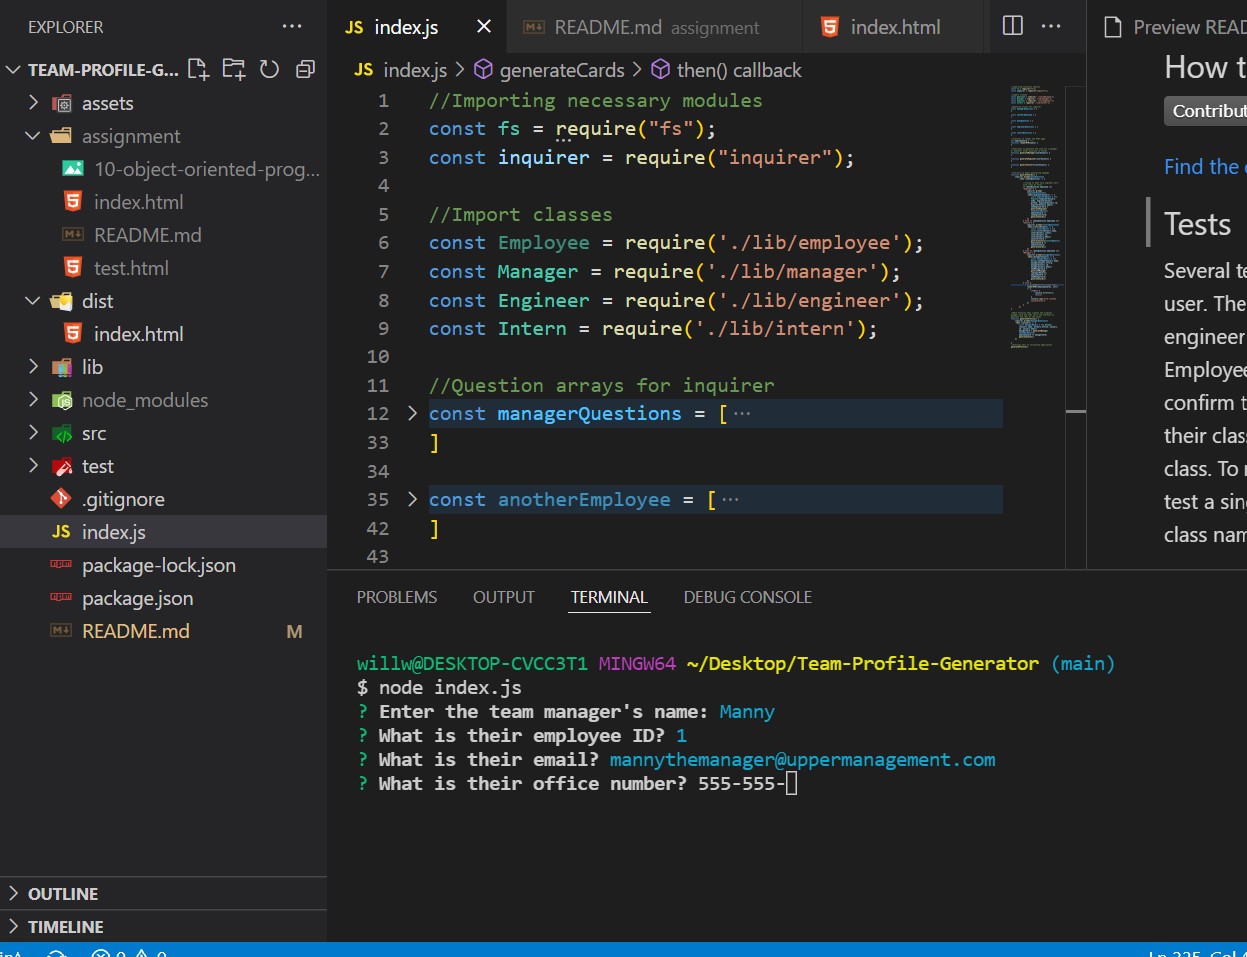 EXPLORER
TEAM-PROFILE-G...
assets
assignment
10-object-oriented-prog...
index.html
README.md
test.html
dist
index.html
lib
node_modules
src
test
.gitignore
JS index.js
package-lock.json
package.json
README.md M
OUTLINE
TIMELINE
JS index.js
README.md assignment
index.html
JS index.js > generateCards > then() callback
1 //Importing necessary modules
2 const fs = require("fs");
3 const inquirer = require("inquirer");
4
5 //Import classes
6 const Employee = require('./lib/employee');
7 const Manager = require('./lib/manager');
8 const Engineer = require('./lib/engineer');
9 const Intern = require('./lib/intern');
10
11 //Question arrays for inquirer
12 const managerQuestions = [ ...
33 ]
34
35 const anotherEmployee = [ ...
42 ]
43
Preview READ
How t
Contribut
Find the
Tests
Several te
user. The
engineer
Employee
confirm t
their clas
class. To
test a sin
class nam
PROBLEMS OUTPUT TERMINAL DEBUG CONSOLE
willw@DESKTOP-CVCC3T1 MINGW64 ~/Desktop/Team-Profile-Generator (main)
$ node index.js
? Enter the team manager's name: Manny
? What is their employee ID? 1
? What is their email? mannythemanager@uppermanagement.com
? What is their office number? 555-555-